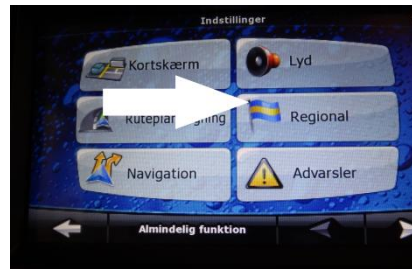 Indstillinger
Kortskærm
Lyd
Regional
Navigation
Advarsler
Almindelig funktion